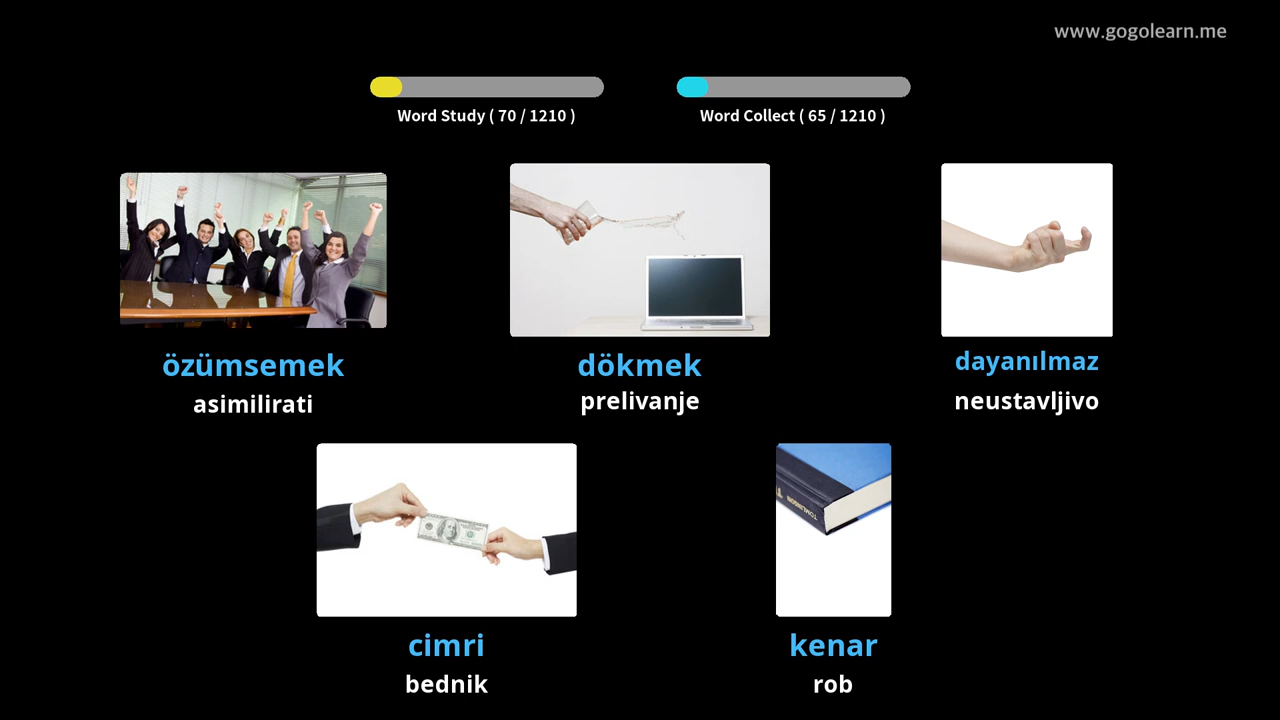 www.gogolearn.me
Word Study ( 70 / 1210 )
Word Collect ( 65 / 1210 )
özümsemek
asimilirati
dökmek
prelivanje
dayanılmaz
neustavljivo
TOMLINSON
cimri
bednik
kenar
rob